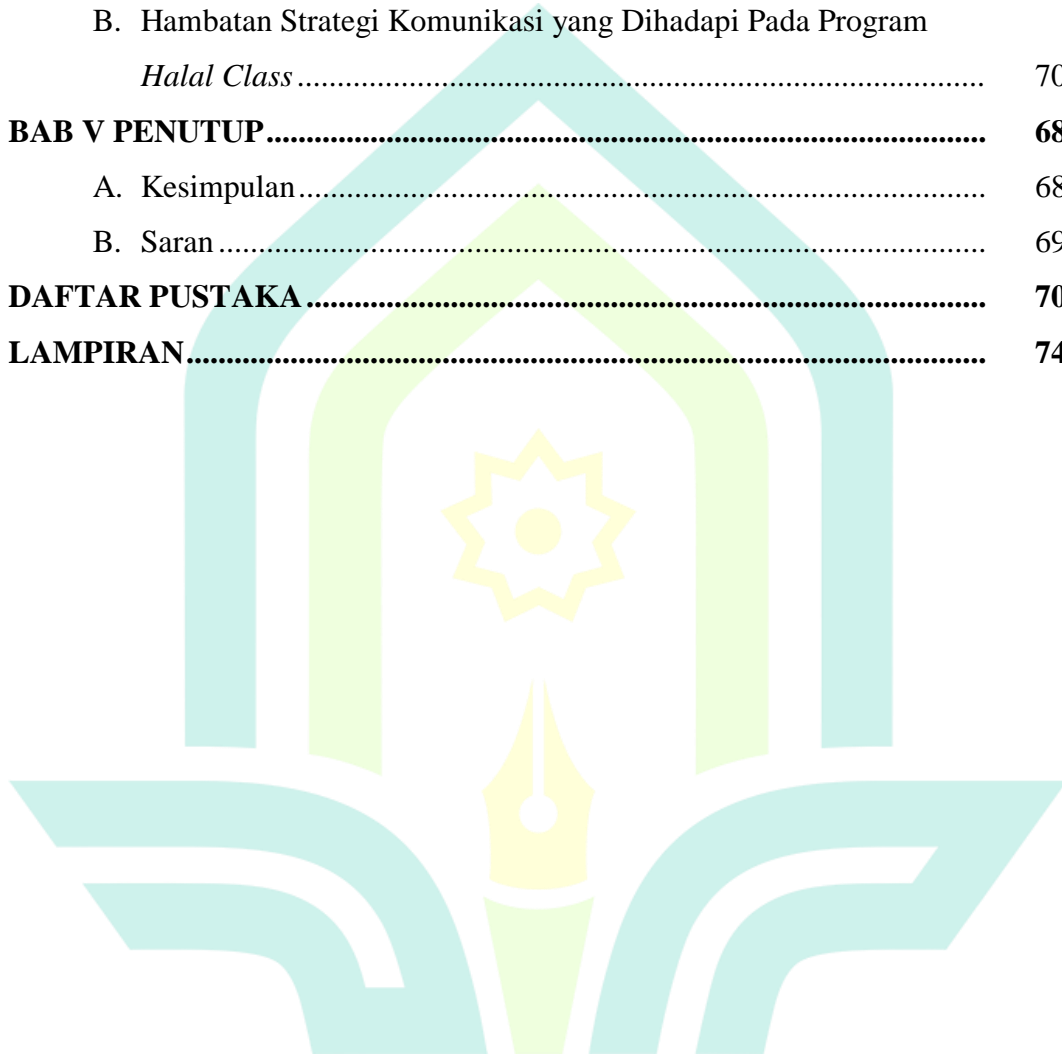 B. Hambatan Strategi Komunikasi yang Dihadapi Pada Program
Halal Class ........................................................................................ 70
BAB V PENUTUP............................................................................................ 68
A. Kesimpulan........................................................................................ 68
B. Saran ................................................................................................. 69
DAFTAR PUSTAKA ....................................................................................... 70
LAMPIRAN...................................................................................................... 74